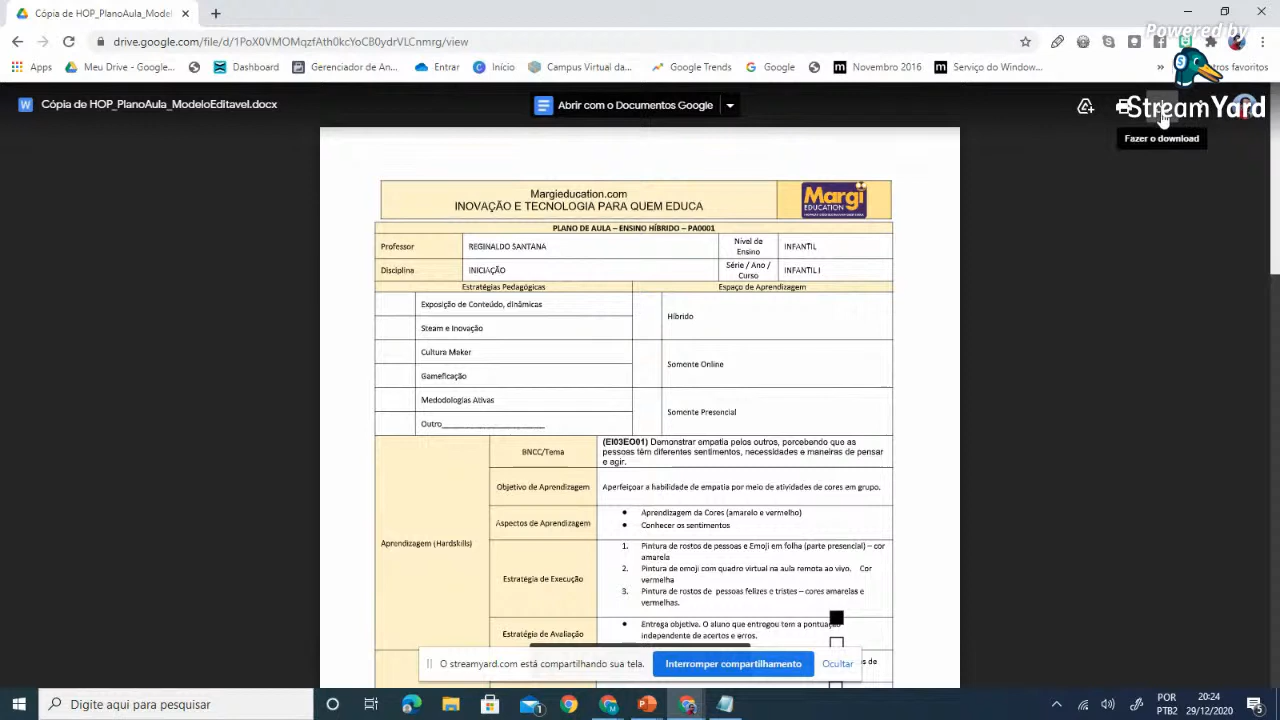 Cópia de HOP_PlanoAula_Model
20:24
drive.google.com/file/d/1PoX0VMOMqzfAth0kcYoCB0ydrVLCnmrg/view
Powered by
Apps
Meu Drive - Google...
Dashboard
Gerenciador de An...
Entrar
Início
Campus Virtual da...
Google Trends
Google
Novembro 2016
Serviço do Window...
»
outros favoritos
Cópia de HOP_PlanoAula_ModeloEditavel.docx
Abrir com o Documentos Google
StreamYard
Fazer o download
Margieducation.com
INOVAÇÃO E TECNOLOGIA PARA QUEM EDUCA
Margi
EDUCATION
PLANO DE AULA – ENSINO HÍBRIDO – PA0001
Professor
REGINALDO SANTANA
Nível de
Ensino
INFANTIL
Disciplina
INICIAÇÃO
Série / Ano /
Curso
INFANTIL I
Estratégias Pedagógicas
Espaço de Aprendizagem
Exposição de Conteúdo, dinâmicas
Híbrido
Steam e Inovação
Cultura Maker
Somente Online
Gameficação
Medodologias Ativas
Somente Presencial
Outro______________________
Aprendizagem (Hardskills)
BNCC/Tema
(EI03EO01) Demonstrar empatia pelos outros, percebendo que as
pessoas têm diferentes sentimentos, necessidades e maneiras de pensar
e agir.
Objetivo de Aprendizagem
Aperfeiçoar a habilidade de empatia por meio de atividades de cores em grupo.
Aspectos de Aprendizagem
• Aprendizagem da Cores (amarelo e vermelho)
• Conhecer os sentimentos
Estratégia de Execução
1. Pintura de rostos de pessoas e Emoji em folha (parte presencial) – cor
amarela
2. Pintura de emoji com quadro virtual na aula remota ao vivo. Cor
vermelha
3. Pintura de rostos de pessoas felizes e tristes – cores amarelas e
vermelhas.
Estratégia de Avaliação
• Entrega objetiva. O aluno que entregou tem a pontuação
independente de acertos e erros.
O streamyard.com está compartilhando sua tela.
Interromper compartilhamento
Ocultar
Digite aqui para pesquisar
POR
PTB2
29/12/2020